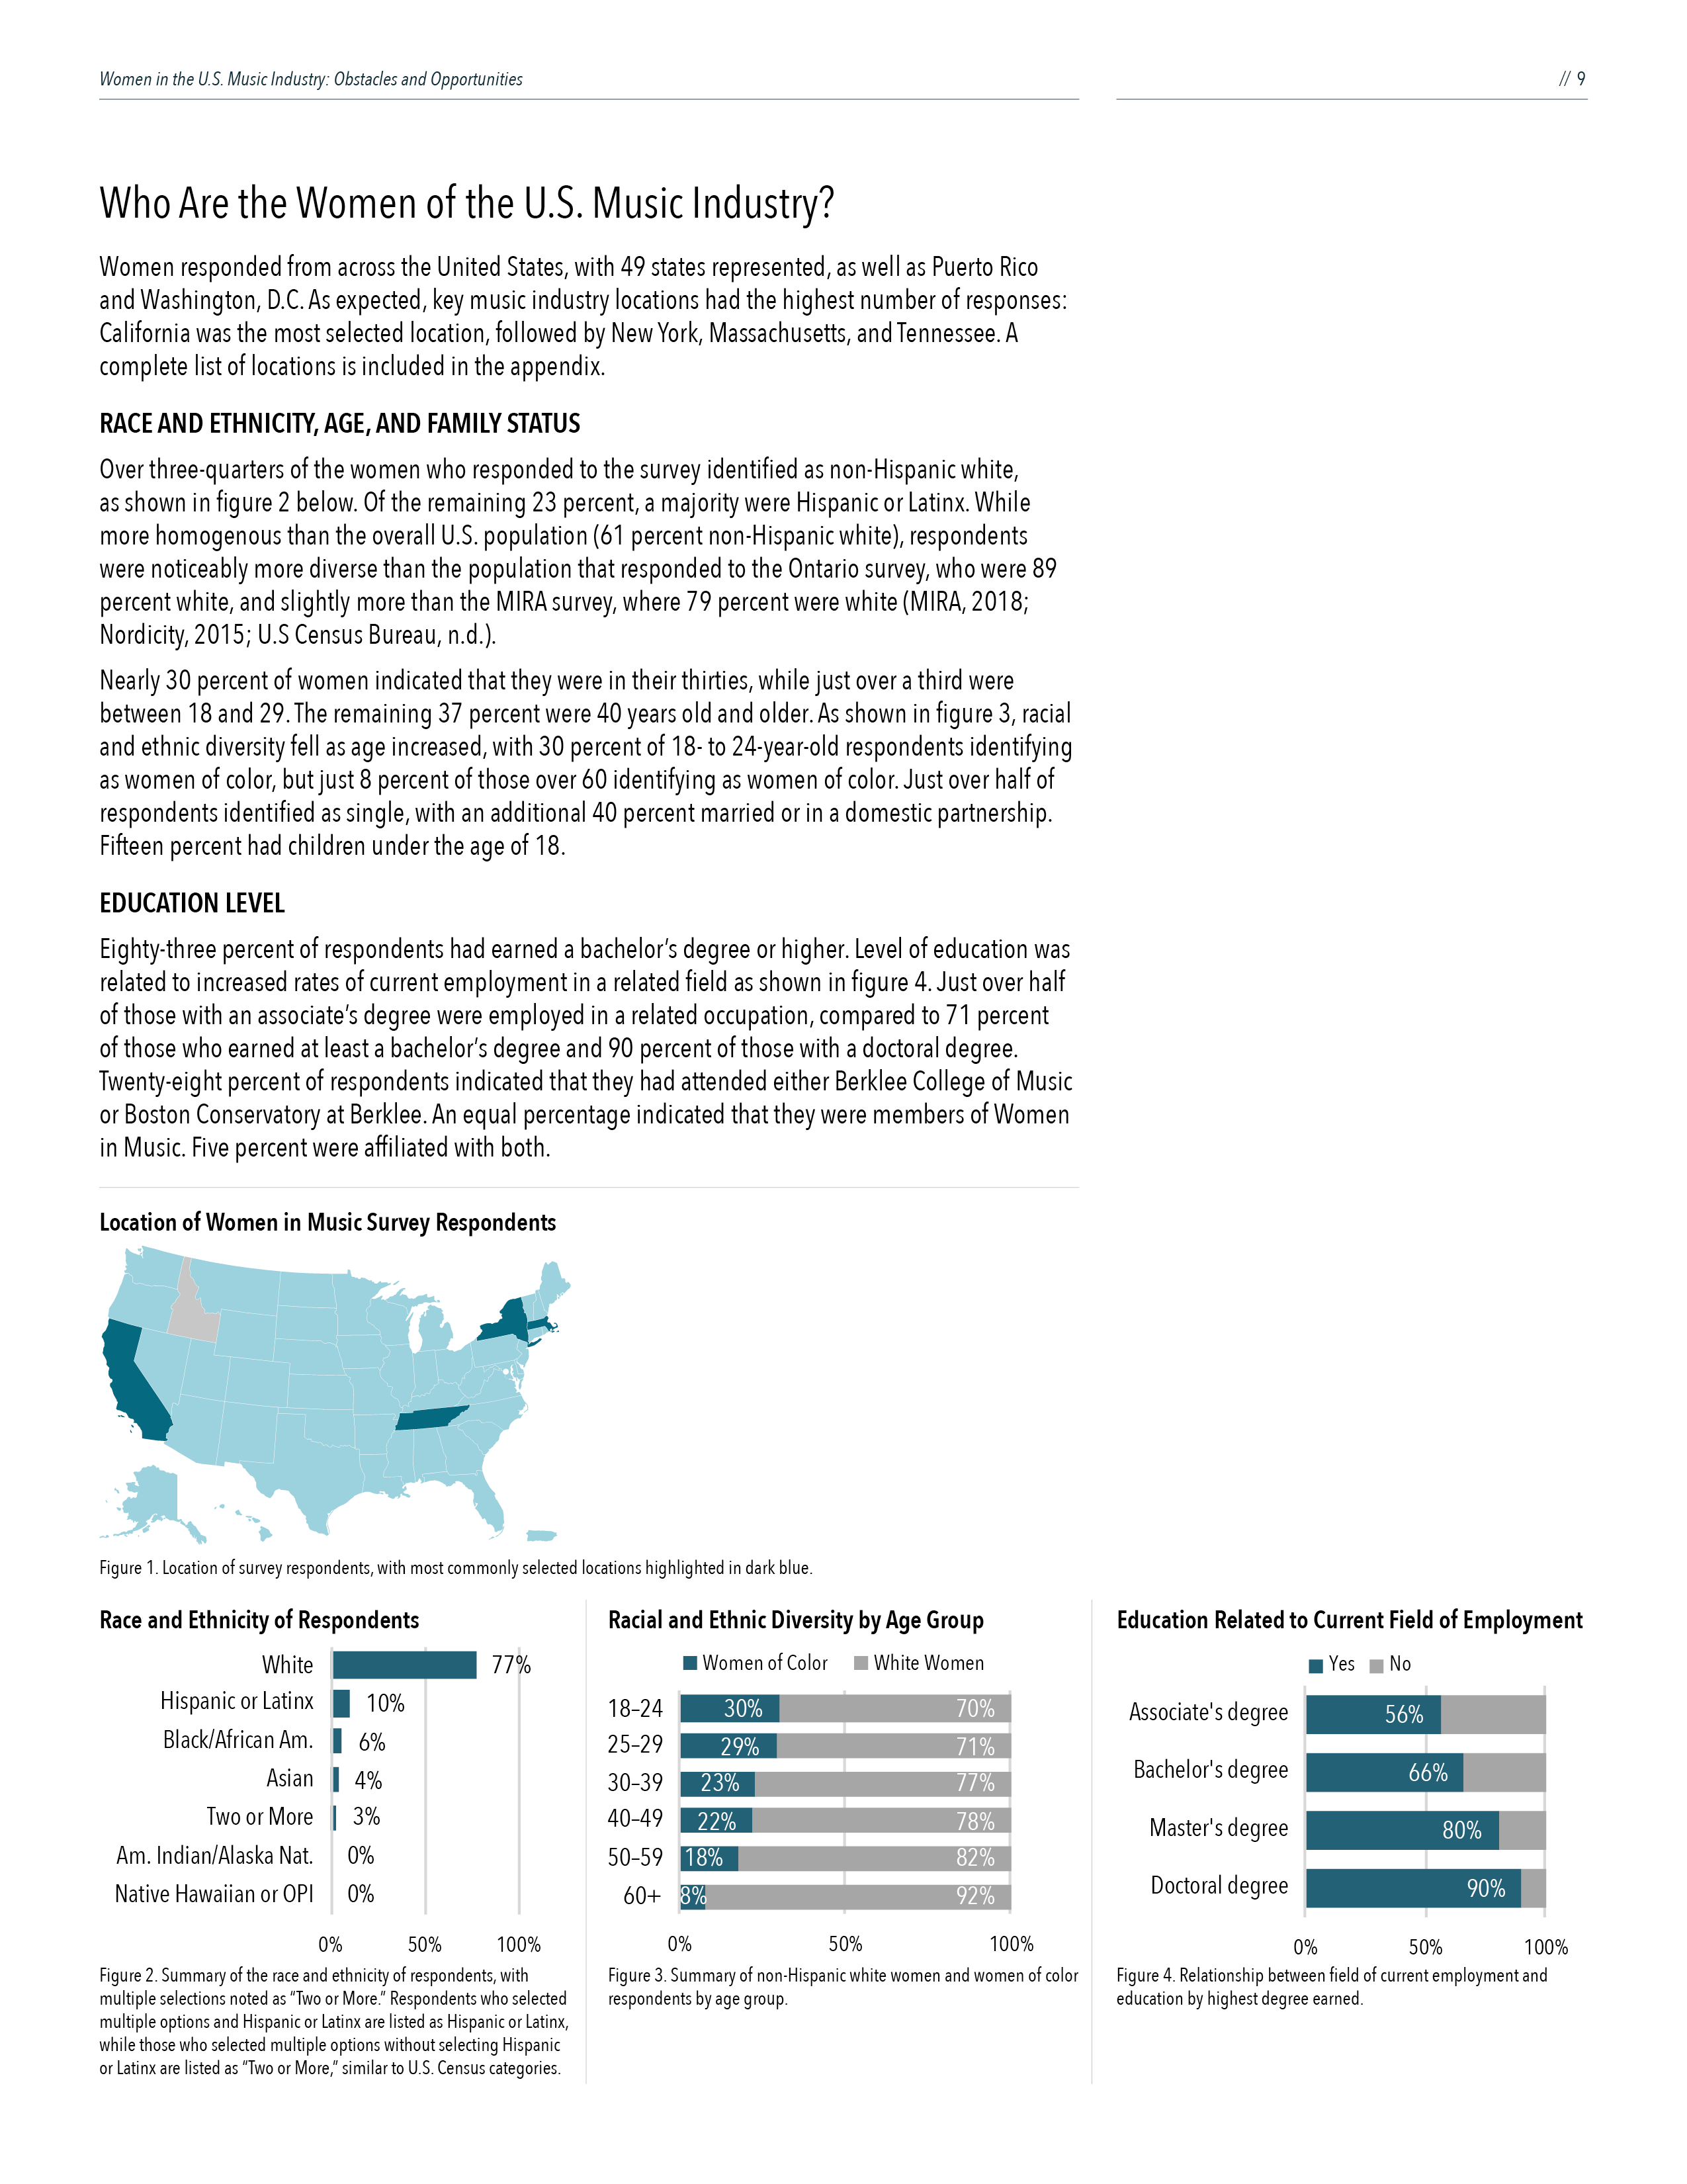 Women in the U.S. Music Industry: Obstacles and Opportunities
// 9
Who Are the Women of the U.S. Music Industry?
Women responded from across the United States, with 49 states represented, as well as Puerto Rico
and Washington, D.C. As expected, key music industry locations had the highest number of responses:
California was the most selected location, followed by New York, Massachusetts, and Tennessee. A
complete list of locations is included in the appendix.
RACE AND ETHNICITY, AGE, AND FAMILY STATUS
Over three-quarters of the women who responded to the survey identified as non-Hispanic white,
as shown in figure 2 below. Of the remaining 23 percent, a majority were Hispanic or Latinx. While
more homogenous than the overall U.S. population (61 percent non-Hispanic white), respondents
were noticeably more diverse than the population that responded to the Ontario survey, who were 89
percent white, and slightly more than the MIRA survey, where 79 percent were white (MIRA, 2018;
Nordicity, 2015; U.S Census Bureau, n.d.).
Nearly 30 percent of women indicated that they were in their thirties, while just over a third were
between 18 and 29. The remaining 37 percent were 40 years old and older. As shown in figure 3, racial
and ethnic diversity fell as age increased, with 30 percent of 18- to 24-year-old respondents identifying
as women of color, but just 8 percent of those over 60 identifying as women of color. Just over half of
respondents identified as single, with an additional 40 percent married or in a domestic partnership.
Fifteen percent had children under the age of 18.
EDUCATION LEVEL
Eighty-three percent of respondents had earned a bachelor's degree or higher. Level of education was
related to increased rates of current employment in a related field as shown in figure 4. Just over half
of those with an associate's degree were employed in a related occupation, compared to 71 percent
of those who earned at least a bachelor's degree and 90 percent of those with a doctoral degree.
Twenty-eight percent of respondents indicated that they had attended either Berklee College of Music
or Boston Conservatory at Berklee. An equal percentage indicated that they were members of Women
in Music. Five percent were affiliated with both.
Location of Women in Music Survey Respondents
Figure 1. Location of survey respondents, with most commonly selected locations highlighted in dark blue.
Race and Ethnicity of Respondents
White 77%
Hispanic or Latinx 10%
Black/African Am. 6%
Asian 4%
Two or More 3%
Am. Indian/Alaska Nat. 0%
Native Hawaiian or OPI 0%
0% 50% 100%
Figure 2. Summary of the race and ethnicity of respondents, with
multiple selections noted as “Two or More.” Respondents who selected
multiple options and Hispanic or Latinx are listed as Hispanic or Latinx,
while those who selected multiple options without selecting Hispanic
or Latinx are listed as “Two or More,” similar to U.S. Census categories.
Racial and Ethnic Diversity by Age Group
Women of Color White Women
18–24 30% 70%
25–29 29% 71%
30–39 23% 77%
40–49 22% 78%
50–59 18% 82%
60+ 8% 92%
0% 50% 100%
Figure 3. Summary of non-Hispanic white women and women of color
respondents by age group.
Education Related to Current Field of Employment
Yes No
Associate's degree 56%
Bachelor's degree 66%
Master's degree 80%
Doctoral degree 90%
0% 50% 100%
Figure 4. Relationship between field of current employment and
education by highest degree earned.